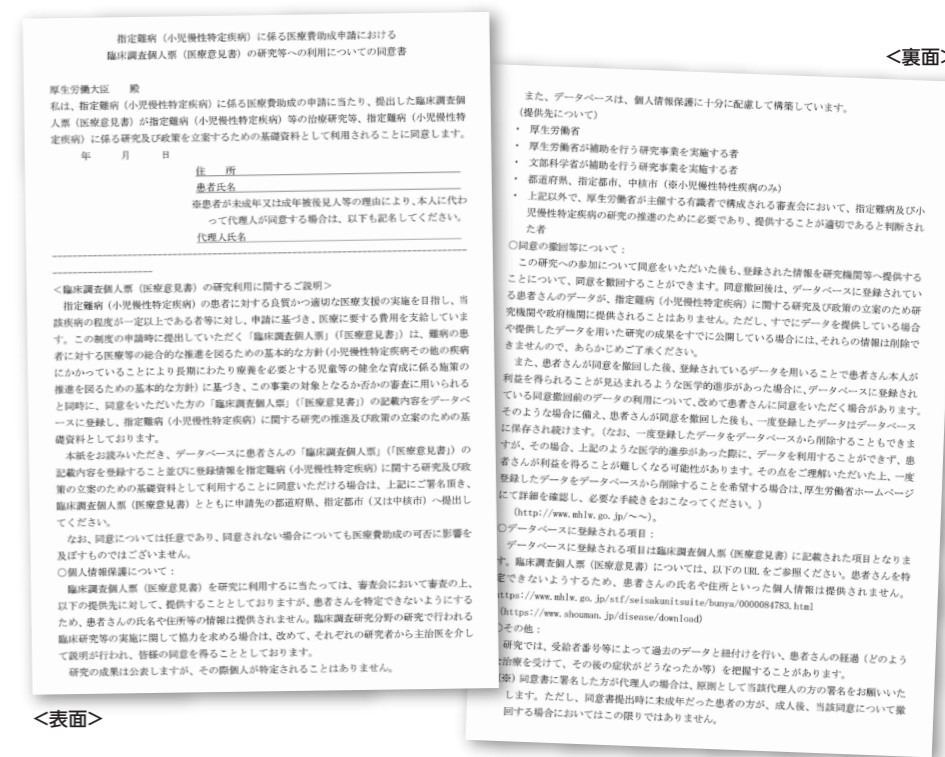 指定難病（小児慢性特定疾病）に係る医療費助成申請における
臨床調査個人票（医療意見書）の研究等への利用についての同意書
厚生労働大臣　殿
私は、指定難病（小児慢性特定疾病）に係る医療費助成の申請に当たり、提出した臨床調査個
人票（医療意見書）が指定難病（小児慢性特定疾病）等の治療研究等、指定難病（小児慢性特
定疾病）に係る研究及び政策を立案するための基礎資料として利用されることに同意します。
年　月　日
住　所
患者氏名
※患者が未成年又は成年被後見人等の理由により、本人に代わ
って代理人が同意する場合は、以下も記名してください。
代理人氏名
＜臨床調査個人票（医療意見書）の研究利用に関するご説明＞
指定難病（小児慢性特定疾病）の患者に対する良質かつ適切な医療支援の実施を目指し、当
該疾病の程度が一定以上である者等に対し、申請に基づき、医療に要する費用を支給していま
す。この制度の申請時に提出していただく「臨床調査個人票」（「医療意見書」）は、難病の患
者に対する医療等の総合的な推進を図るための基本的な方針（小児慢性特定疾病その他の疾病
にかかっていることにより長期にわたり療養を必要とする児童等の健全な育成に係る施策の
推進を図るための基本的な方針）に基づき、この事業の対象となるか否かの審査に用いられる
と同時に、同意をいただいた方の「臨床調査個人票」（「医療意見書」）の記載内容をデータベ
ースに登録し、指定難病（小児慢性特定疾病）に関する研究の推進及び政策の立案のための基
礎資料としております。
本紙をお読みいただき、データベースに患者さんの「臨床調査個人票」（「医療意見書」）の
記載内容を登録すること並びに登録情報を指定難病（小児慢性特定疾病）に関する研究及び政
策の立案のための基礎資料として利用することに同意いただける場合は、上記にご署名頂き、
臨床調査個人票（医療意見書）とともに申請先の都道府県、指定都市（又は中核市）へ提出し
てください。
なお、同意については任意であり、同意されない場合についても医療費助成の可否に影響を
及ぼすものではございません。
○個人情報保護について：
臨床調査個人票（医療意見書）を研究に利用するに当たっては、審査会において審査の上、
以下の提供先に対して、提供することとしておりますが、患者さんを特定できないようにする
ため、患者さんの氏名や住所等の情報は提供されません。臨床調査研究分野の研究で行われる
臨床研究等の実施に関して協力を求める場合は、改めて、それぞれの研究者から主治医を介し
て説明が行われ、皆様の同意を得ることとしております。
研究の成果は公表しますが、その際個人が特定されることはありません。
＜表面＞
＜裏面＞
また、データベースは、個人情報保護に十分に配慮して構築しています。
（提供先について）
・ 厚生労働省
・ 厚生労働省が補助を行う研究事業を実施する者
・ 文部科学省が補助を行う研究事業を実施する者
・ 都道府県、指定都市、中核市（※小児慢性特性疾病のみ）
・ 上記以外で、厚生労働省が主催する有識者で構成される審査会において、指定難病及び小
児慢性特定疾病の研究の推進のために必要であり、提供することが適切であると判断され
た者
○同意の撤回等について：
この研究への参加について同意をいただいた後も、登録された情報を研究機関等へ提供する
ことについて、同意を撤回することができます。同意撤回後は、データベースに登録されてい
る患者さんのデータが、指定難病（小児慢性特定疾病）に関する研究及び政策の立案のため研
究機関や政府機関に提供されることはありません。ただし、すでにデータを提供している場合
や提供したデータを用いた研究の成果をすでに公開している場合には、それらの情報は削除で
きませんので、あらかじめご了承ください。
また、患者さんが同意を撤回した後、登録されているデータを用いることで患者さん本人が
利益を得られることが見込まれるような医学的進歩があった場合に、データベースに登録され
ている同意撤回前のデータの利用について、改めて患者さんに同意をいただく場合があります。
そのような場合に備え、患者さんが同意を撤回した後も、一度登録したデータはデータベース
に保存され続けます。（なお、一度登録したデータをデータベースから削除することもできま
すが、その場合、上記のような医学的進歩があった際に、データを利用することができず、患
者さんが利益を得ることが難しくなる可能性があります。その点をご理解いただいた上、一度
登録したデータをデータベースから削除することを希望する場合は、厚生労働省ホームページ
にて詳細を確認し、必要な手続きをおこなってください。）
（http://www.mhlw.go.jp/～～）。
○データベースに登録される項目：
データベースに登録される項目は臨床調査個人票（医療意見書）に記載された項目となりま
す。臨床調査個人票（医療意見書）については、以下の URL をご参照ください。患者さんを特
定できないようするため、患者さんの氏名や住所といった個人情報は提供されません。
https://www.mhlw.go.jp/stf/seisakunitsuite/bunya/0000084783.html
（https://www.shouman.jp/disease/download）
○その他：
研究では、受給者番号等によって過去のデータと紐付けを行い、患者さんの経過（どのよう
な治療を受けて、その後の症状がどうなったか等）を把握することがあります。
（※）同意書に署名した方が代理人の場合は、原則として当該代理人の方の署名をお願いいた
します。ただし、同意書提出時に未成年だった患者の方が、成人後、当該同意について撤
回する場合においてはこの限りではありません。